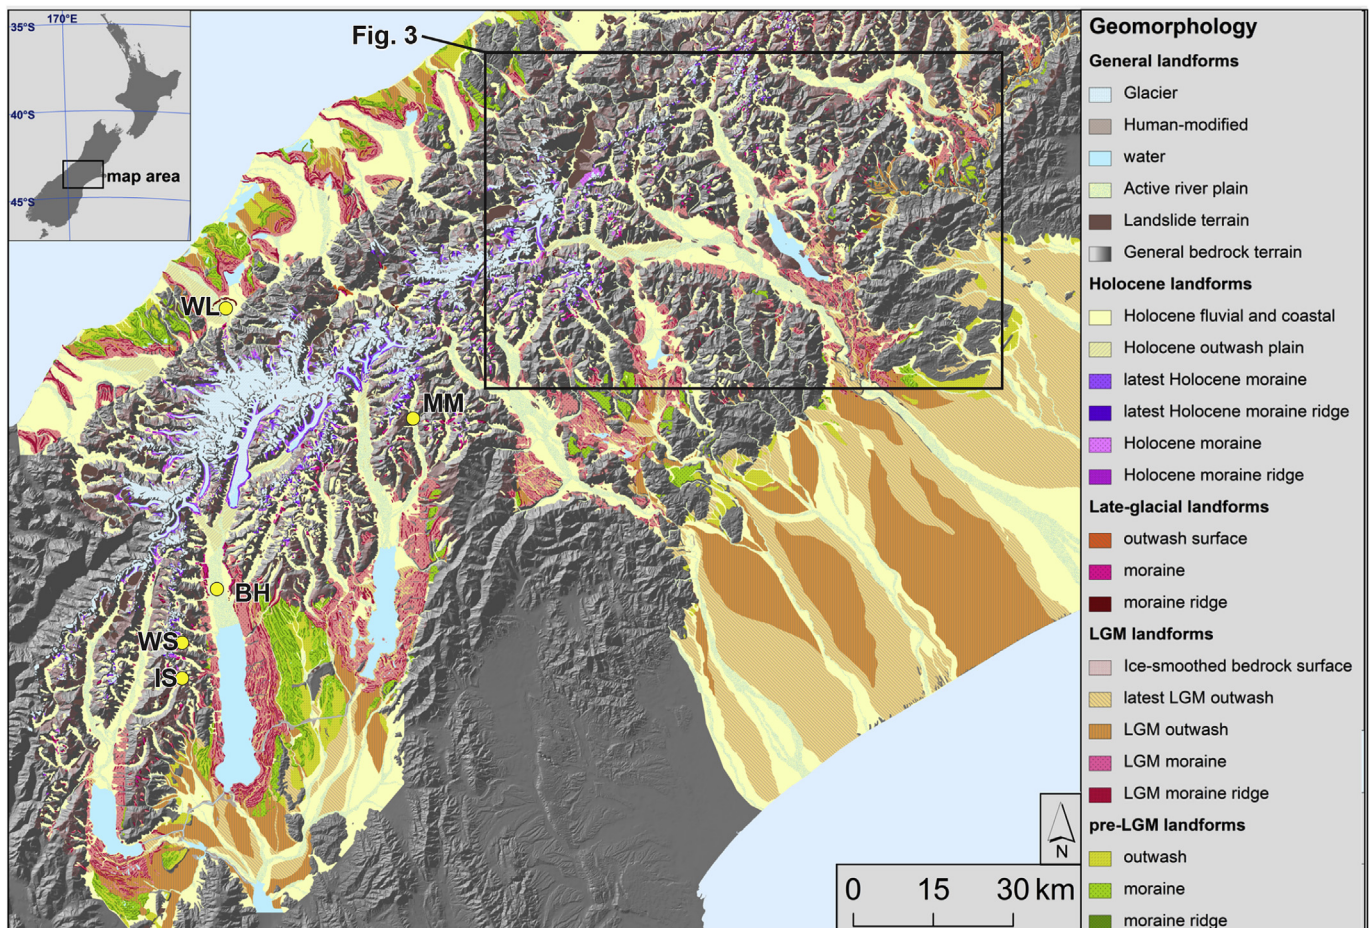 170°E
35°S
40°S
45°S
map area
Fig. 3
WL
MM
BH
WS
IS
0 15 30 km
N
Geomorphology
General landforms
Glacier
Human-modified
water
Active river plain
Landslide terrain
General bedrock terrain
Holocene landforms
Holocene fluvial and coastal
Holocene outwash plain
latest Holocene moraine
latest Holocene moraine ridge
Holocene moraine
Holocene moraine ridge
Late-glacial landforms
outwash surface
moraine
moraine ridge
LGM landforms
Ice-smoothed bedrock surface
latest LGM outwash
LGM outwash
LGM moraine
LGM moraine ridge
pre-LGM landforms
outwash
moraine
moraine ridge